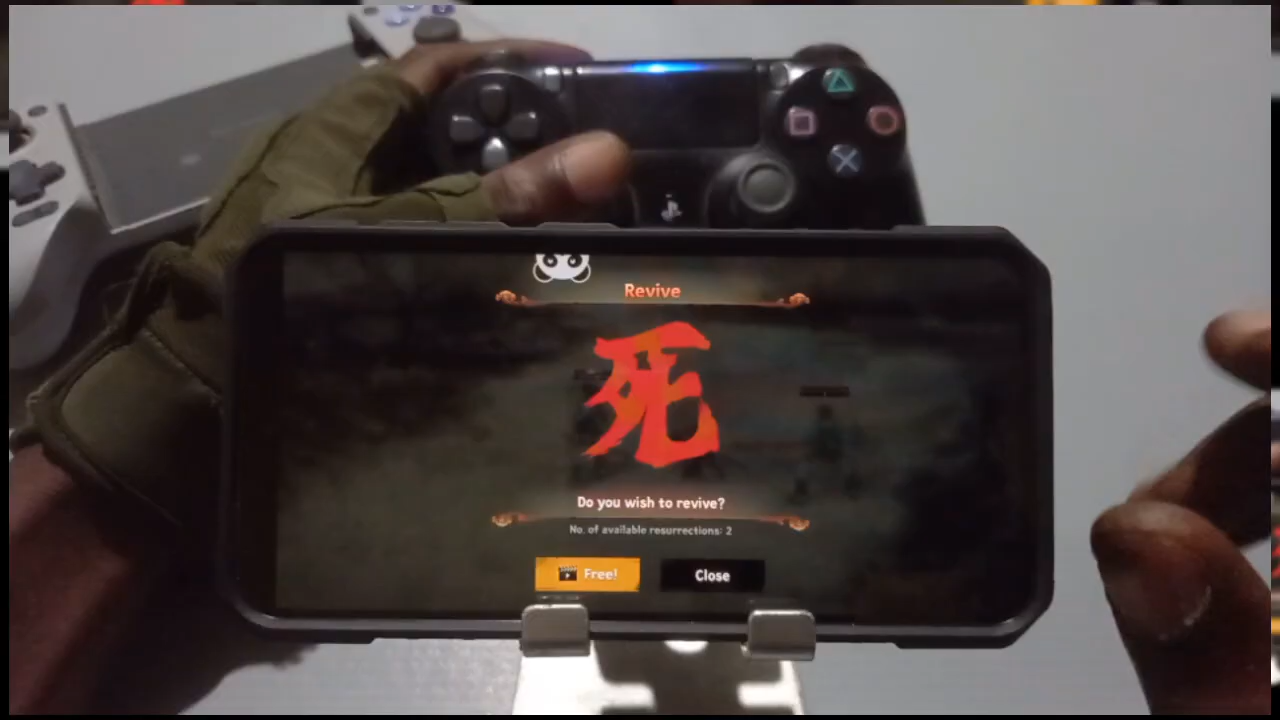 Revive
死
Do you wish to revive?
No. of available resurrections: 2
Free!
Close